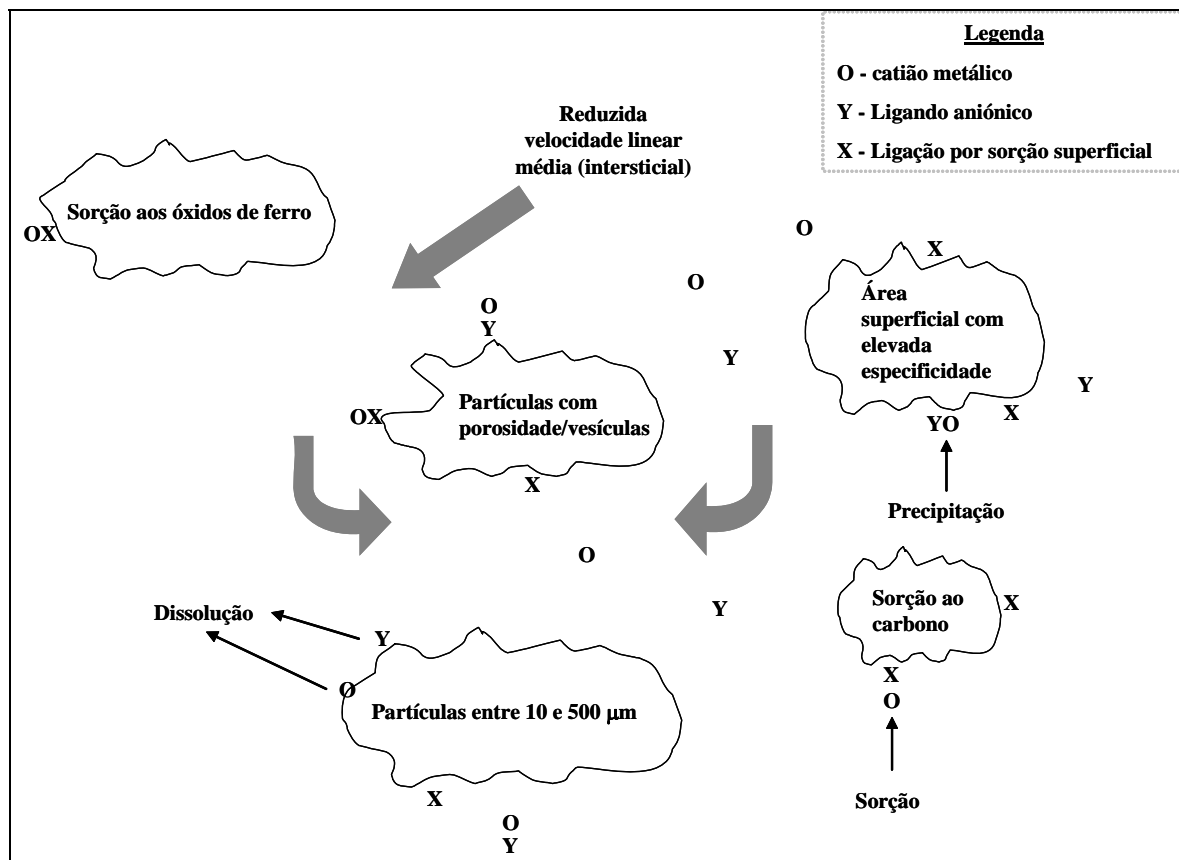 Legenda
O - catião metálico
Y - Ligando aniónico
X - Ligação por sorção superficial
Reduzida
velocidade linear
média (intersticial)
Sorção aos óxidos de ferro
OX
O
X
Área
superficial com
elevada
especificidade
O
O
Y
Y
Y
Partículas com
porosidade/vesículas
OX
X
YO
X
Precipitação
O
Sorção ao
carbono
X
Y
X
O
Sorção
Dissolução
Y
O
Partículas entre 10 e 500 µm
X
O
Y